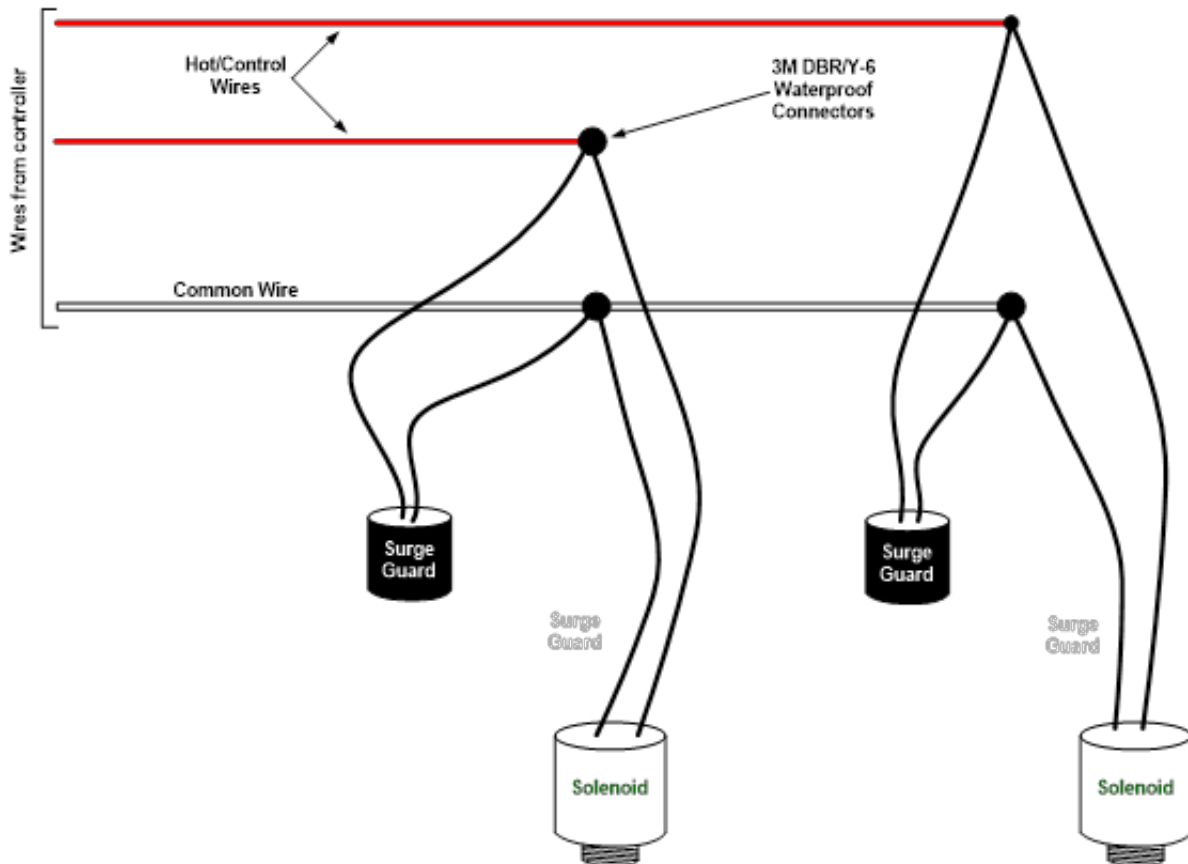 Wires from controller
Hot/Control
Wires
3M DBR/Y-6
Waterproof
Connectors
Common Wire
Surge
Guard
Surge
Guard
Surge
Guard
Surge
Guard
Solenoid
Solenoid